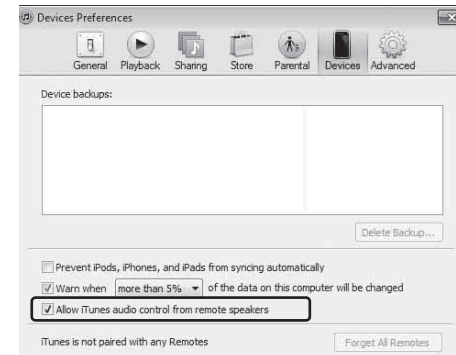 Devices Preferences
General Playback Sharing Store Parental Devices Advanced
Device backups:
Delete Backup...
Prevent iPods, iPhones, and iPads from syncing automatically
Warn when more than 5% of the data on this computer will be changed
Allow iTunes audio control from remote speakers
iTunes is not paired with any Remotes Forget All Remotes